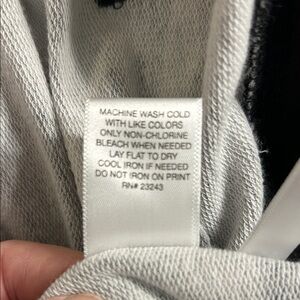 MACHINE WASH COLD
WITH LIKE COLORS
ONLY NON-CHLORINE
BLEACH WHEN NEEDED
LAY FLAT TO DRY
COOL IRON IF NEEDED
DO NOT IRON ON PRINT
RN# 23243